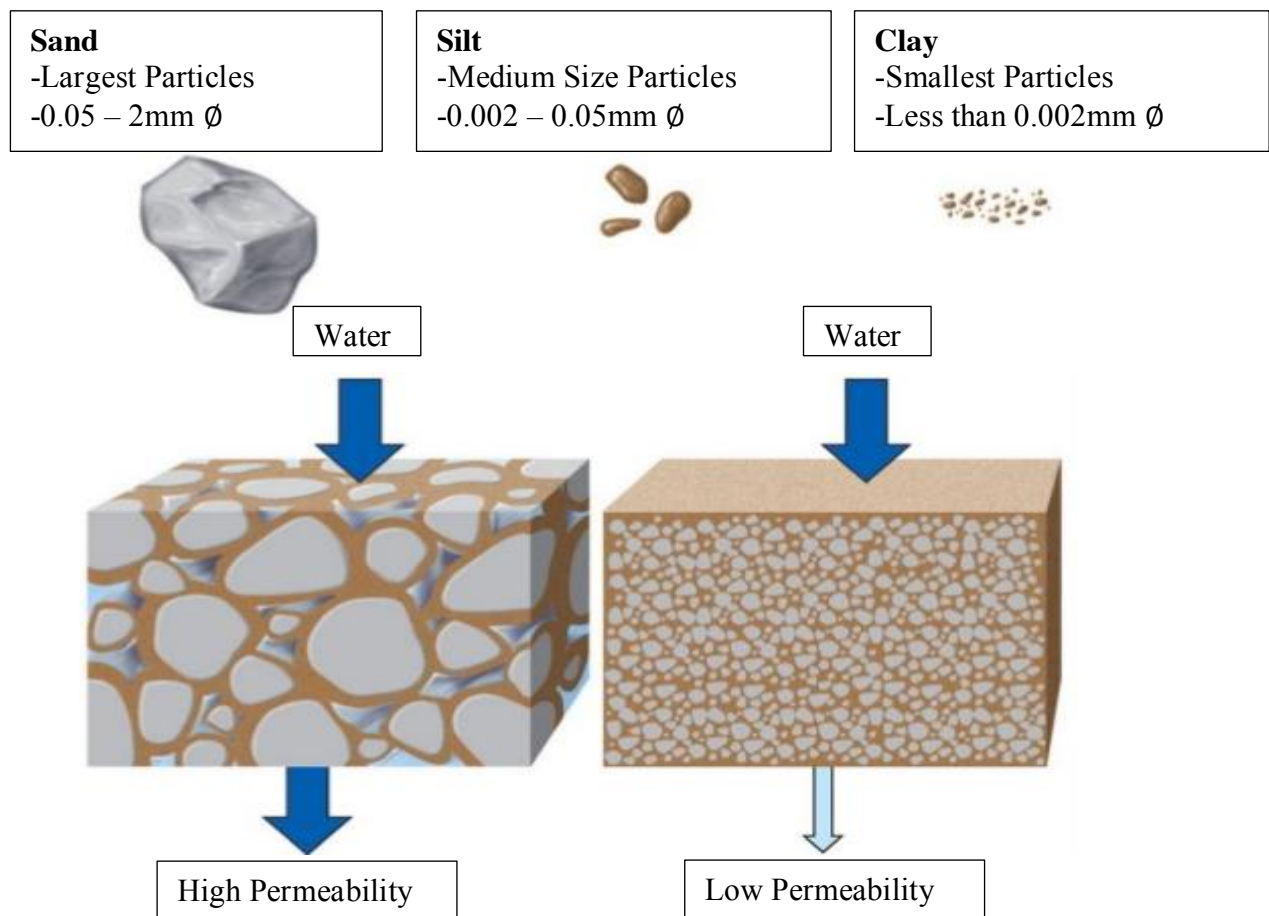 Sand
-Largest Particles
-0.05 – 2mm ∅
Silt
-Medium Size Particles
-0.002 – 0.05mm ∅
Clay
-Smallest Particles
-Less than 0.002mm ∅
Water
Water
High Permeability
Low Permeability